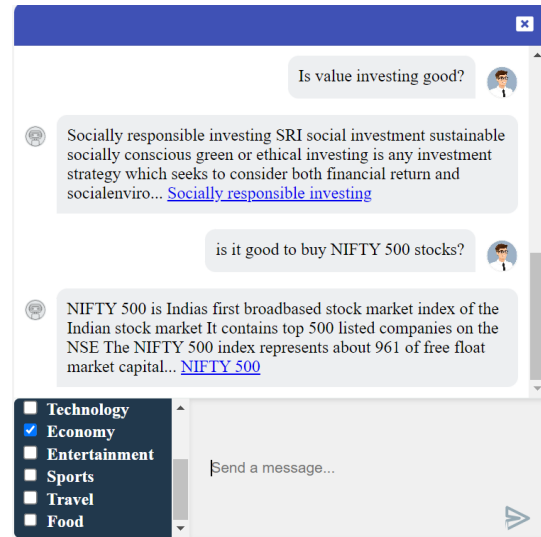 Is value investing good?
Socially responsible investing SRI social investment sustainable
socially conscious green or ethical investing is any investment
strategy which seeks to consider both financial return and
socialenviro... Socially responsible investing
is it good to buy NIFTY 500 stocks?
NIFTY 500 is Indias first broadbased stock market index of the
Indian stock market It contains top 500 listed companies on the
NSE The NIFTY 500 index represents about 961 of free float
market capital... NIFTY 500
Technology
Economy
Entertainment
Sports
Travel
Food
Send a message...